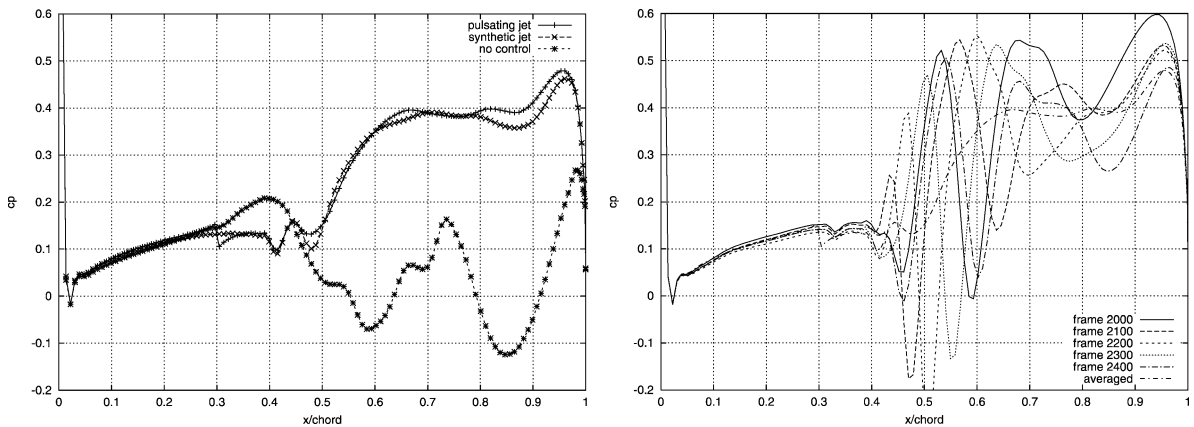 0.6
0.5
0.4
0.3
0.2
0.1
0
-0.1
-0.2
cp
0 0.1 0.2 0.3 0.4 0.5 0.6 0.7 0.8 0.9 1
x/chord
pulsating jet
synthetic jet
no control
0.6
0.5
0.4
0.3
0.2
0.1
0
-0.1
-0.2
cp
0 0.1 0.2 0.3 0.4 0.5 0.6 0.7 0.8 0.9 1
x/chord
frame 2000
frame 2100
frame 2200
frame 2300
frame 2400
averaged